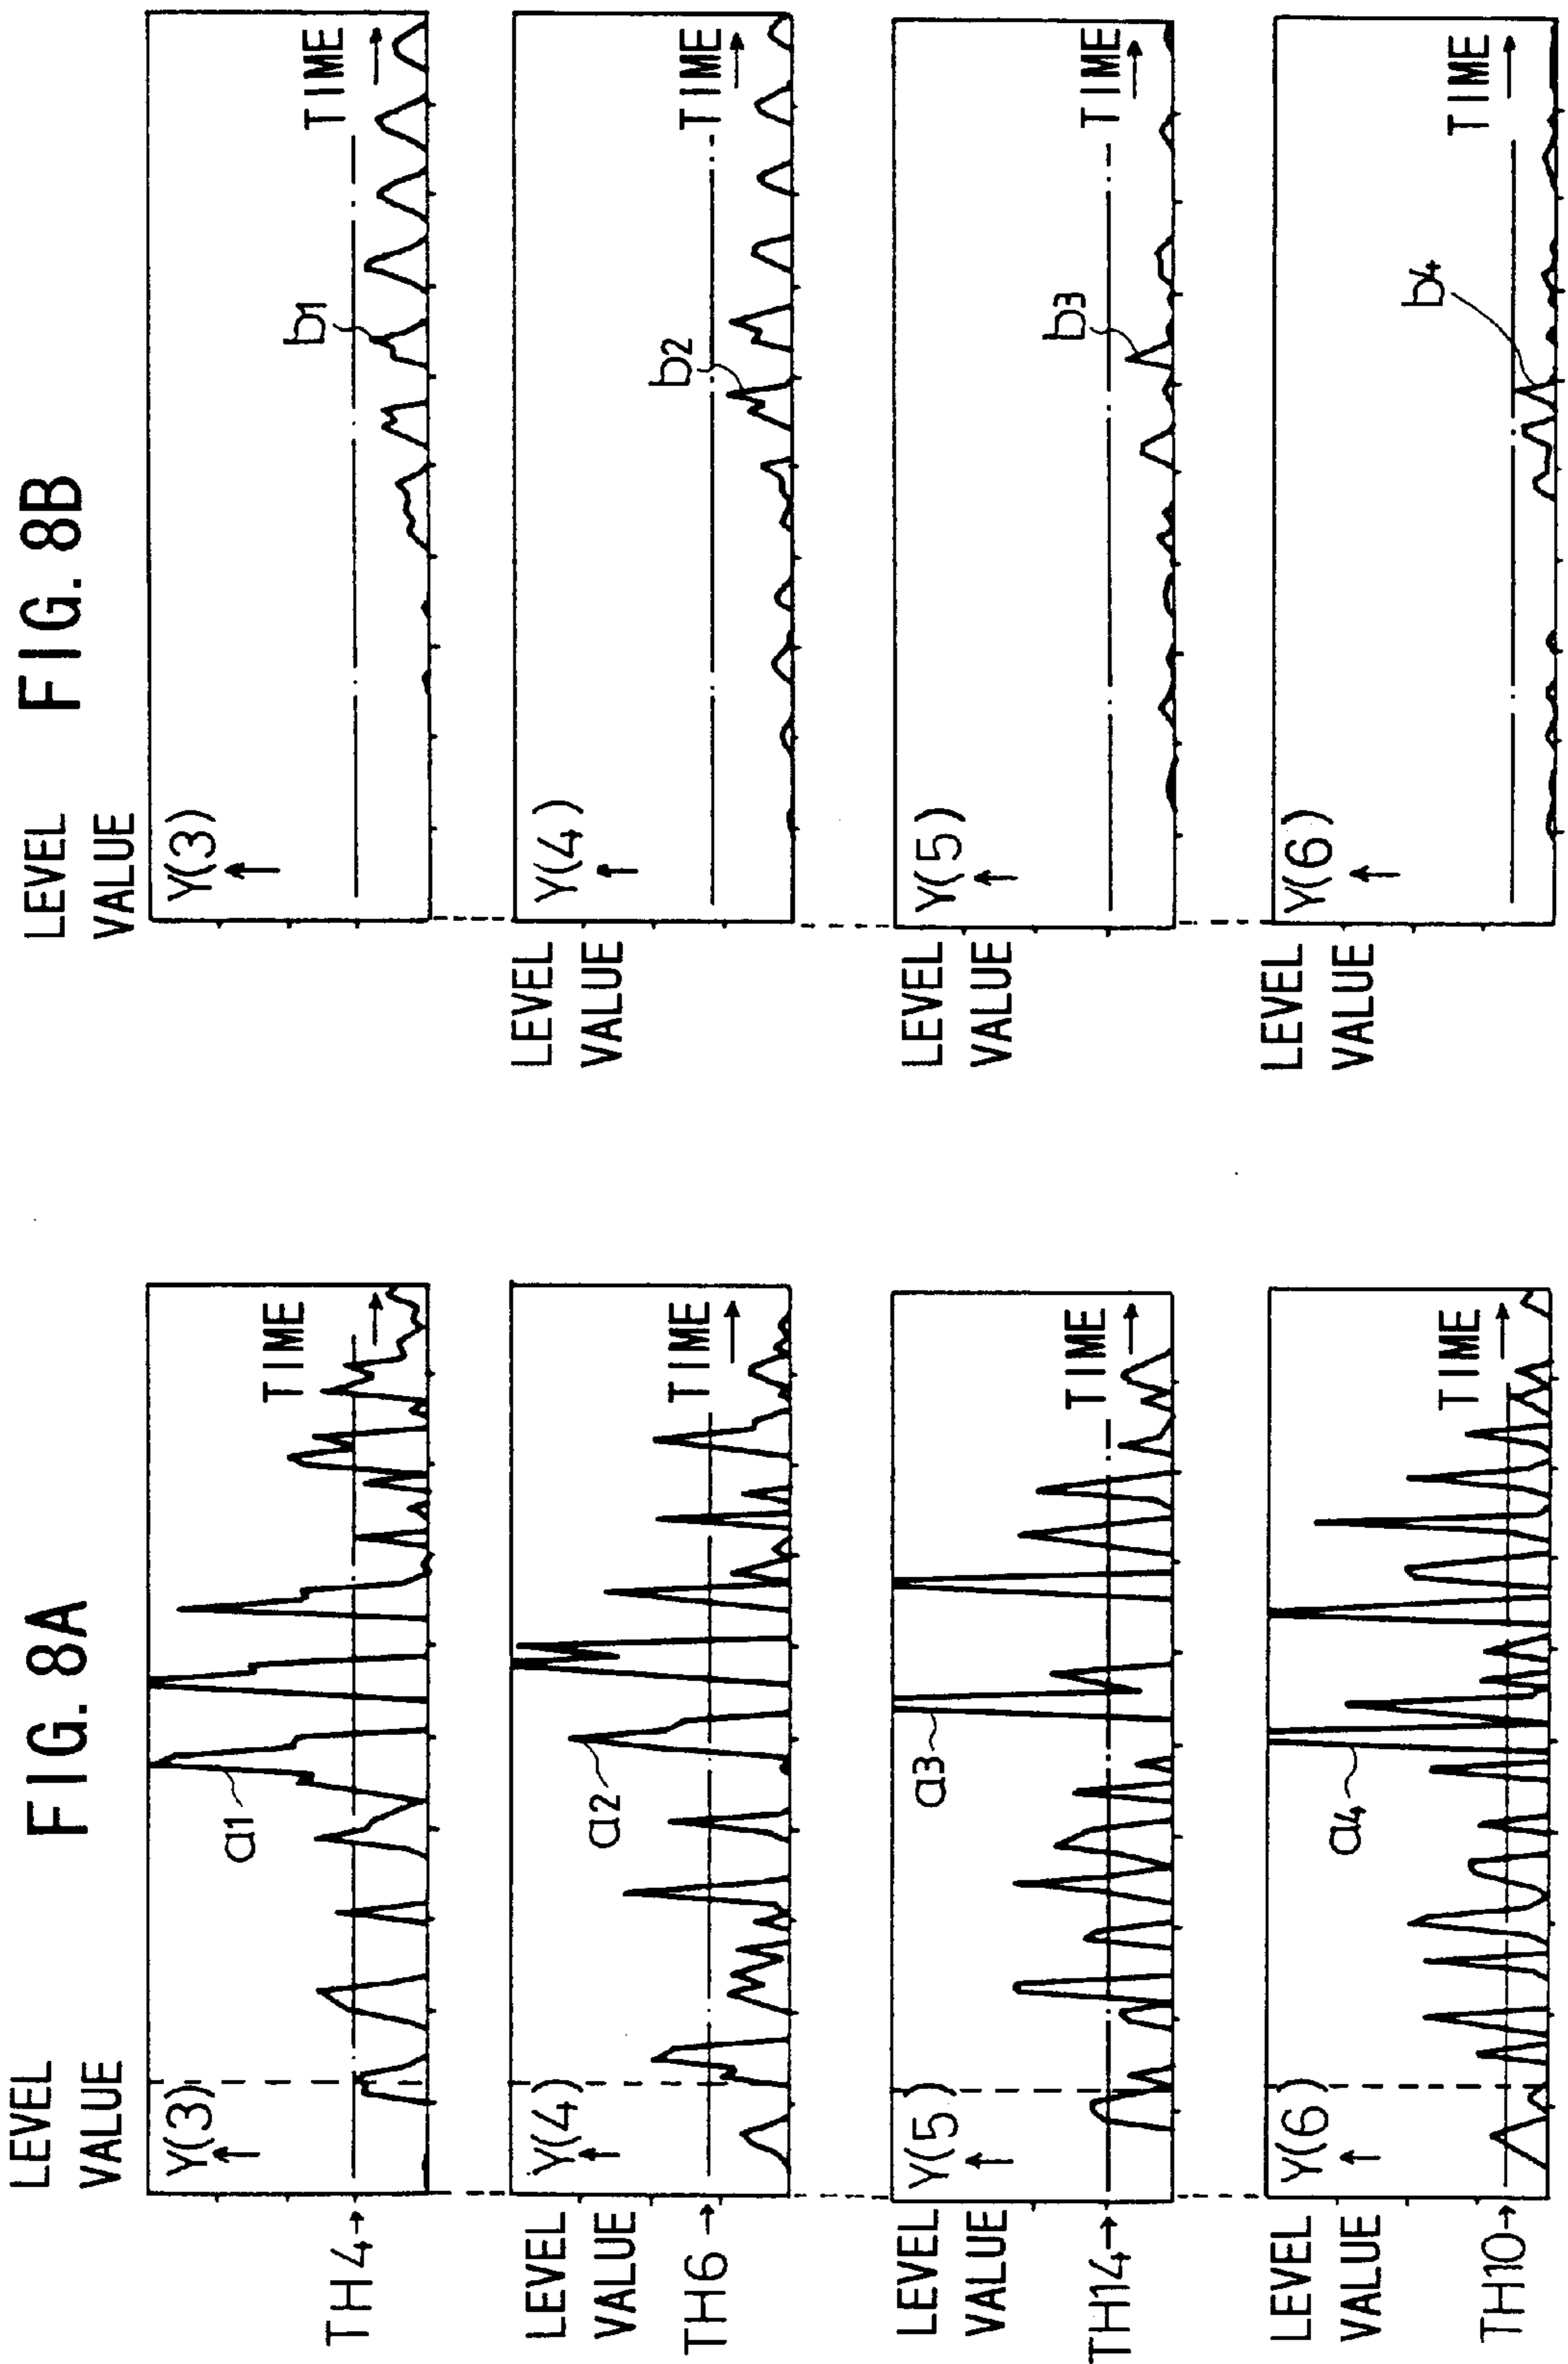 FIG. 8A
LEVEL
VALUE
Y(3)
TH4
a1
TIME
LEVEL
VALUE
Y(4)
TH6
a2
TIME
LEVEL
VALUE
Y(5)
TH14
a3
TIME
LEVEL
VALUE
Y(6)
TH10
a4
TIME
FIG. 8B
LEVEL
VALUE
Y(3)
b1
TIME
LEVEL
VALUE
Y(4)
b2
TIME
LEVEL
VALUE
Y(5)
b3
TIME
LEVEL
VALUE
Y(6)
b4
TIME